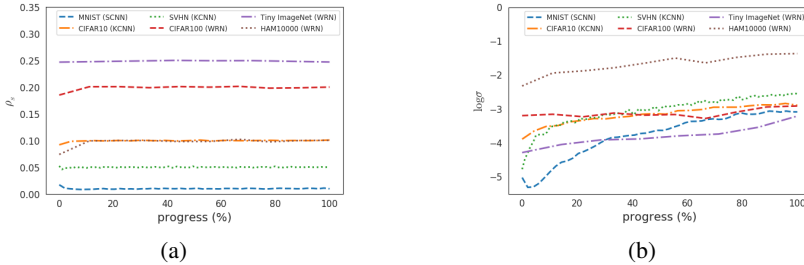 MNIST (SCNN) SVHN (KCNN) Tiny ImageNet (WRN)
CIFAR10 (KCNN) CIFAR100 (WRN) HAM10000 (WRN)
0.35
0.30
0.25
0.20
0.15
0.10
0.05
0.00
ρs
0 20 40 60 80 100
progress (%)
(a)
MNIST (SCNN) SVHN (KCNN) Tiny ImageNet (WRN)
CIFAR10 (KCNN) CIFAR100 (WRN) HAM10000 (WRN)
0
−1
−2
−3
−4
−5
logσ
0 20 40 60 80 100
progress (%)
(b)